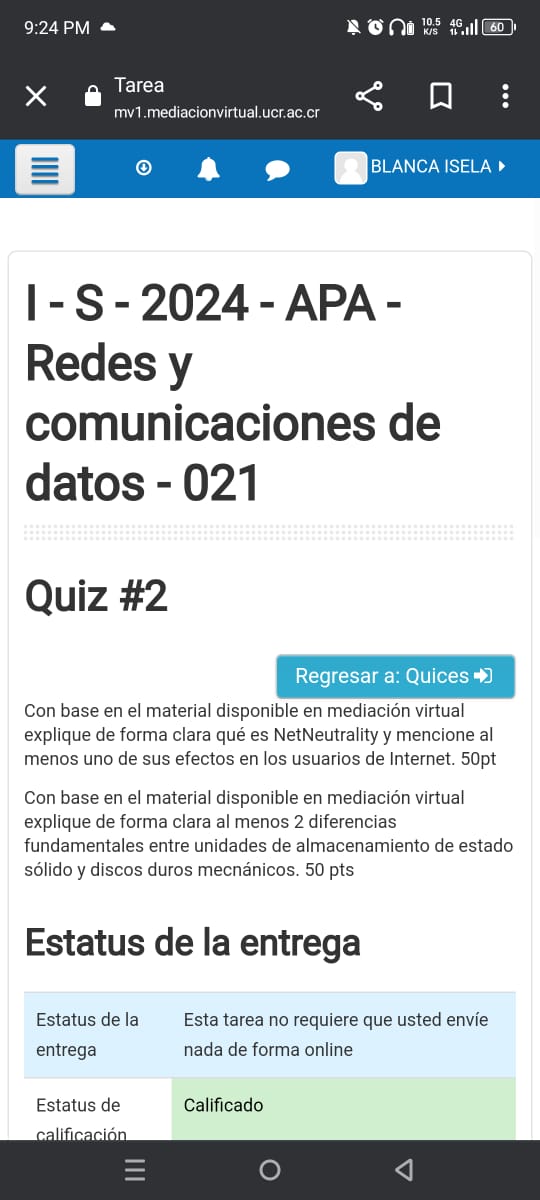 9:24 PM
10.5 K/S 4G 60
Tarea
mv1.mediacionvirtual.ucr.ac.cr
BLANCA ISELA
I - S - 2024 - APA -
Redes y
comunicaciones de
datos - 021
Quiz #2
Regresar a: Quices
Con base en el material disponible en mediación virtual
explique de forma clara qué es NetNeutrality y mencione al
menos uno de sus efectos en los usuarios de Internet. 50pt
Con base en el material disponible en mediación virtual
explique de forma clara al menos 2 diferencias
fundamentales entre unidades de almacenamiento de estado
sólido y discos duros mecnánicos. 50 pts
Estatus de la entrega
Estatus de la Esta tarea no requiere que usted envíe
entrega nada de forma online
Estatus de Calificado
calificación